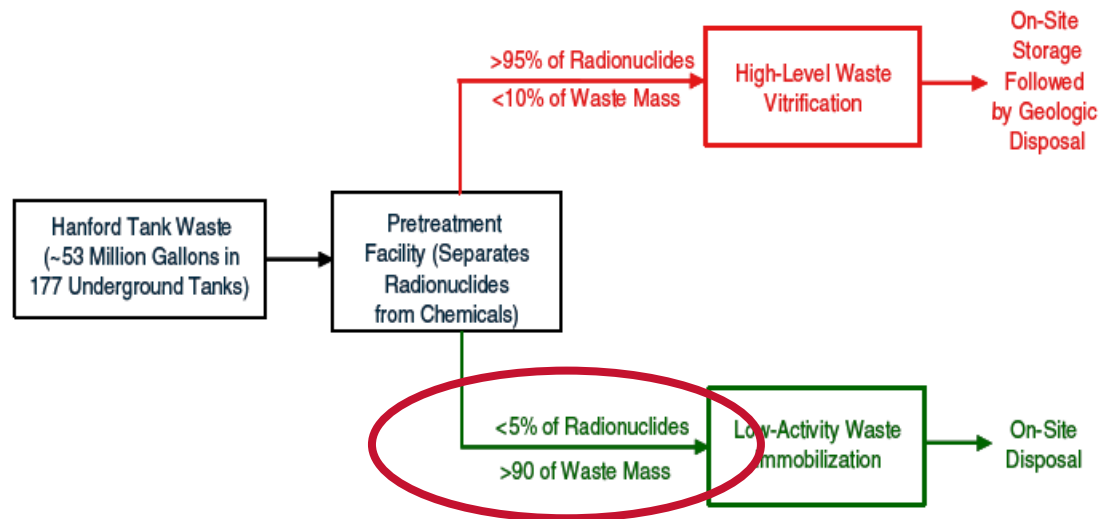 Hanford Tank Waste
(~53 Million Gallons in
177 Underground Tanks)
Pretreatment
Facility (Separates
Radionuclides
from Chemicals)
>95% of Radionuclides
<10% of Waste Mass
High-Level Waste
Vitrification
On-Site
Storage
Followed
by Geologic
Disposal
<5% of Radionuclides
>90 of Waste Mass
Low-Activity Waste
Immobilization
On-Site
Disposal